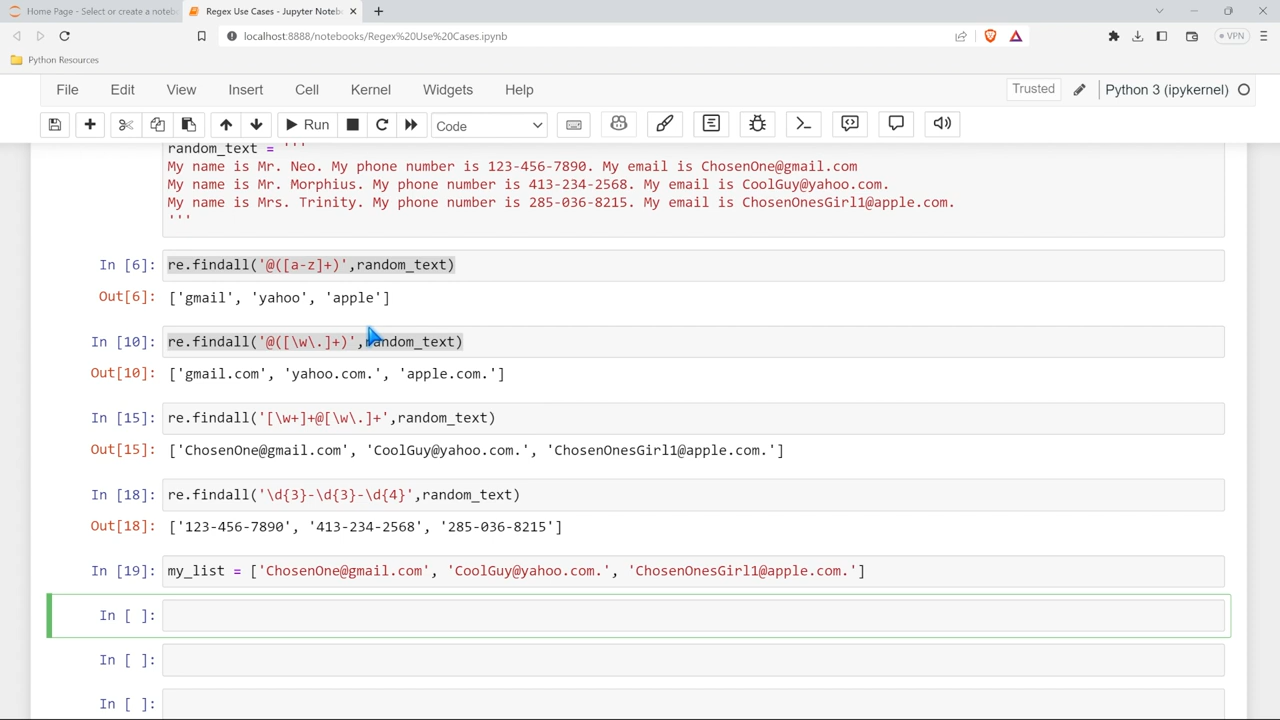 Home Page - Select or create a noteb
Regex Use Cases - Jupyter Noteb
localhost:8888/notebooks/Regex%20Use%20Cases.ipynb
VPN
Python Resources
File Edit View Insert Cell Kernel Widgets Help
Trusted
Python 3 (ipykernel)
Run
Code
random_text = '''
My name is Mr. Neo. My phone number is 123-456-7890. My email is ChosenOne@gmail.com
My name is Mr. Morphius. My phone number is 413-234-2568. My email is CoolGuy@yahoo.com.
My name is Mrs. Trinity. My phone number is 285-036-8215. My email is ChosenOnesGirl1@apple.com.
'''
In [6]: re.findall('@([a-z]+)',random_text)
Out[6]: ['gmail', 'yahoo', 'apple']
In [10]: re.findall('@([\w\.]+)',random_text)
Out[10]: ['gmail.com', 'yahoo.com.', 'apple.com.']
In [15]: re.findall('[\w+]+@[\w\.]+',random_text)
Out[15]: ['ChosenOne@gmail.com', 'CoolGuy@yahoo.com.', 'ChosenOnesGirl1@apple.com.']
In [18]: re.findall('\d{3}-\d{3}-\d{4}',random_text)
Out[18]: ['123-456-7890', '413-234-2568', '285-036-8215']
In [19]: my_list = ['ChosenOne@gmail.com', 'CoolGuy@yahoo.com.', 'ChosenOnesGirl1@apple.com.']
In [ ]:
In [ ]:
In [ ]: